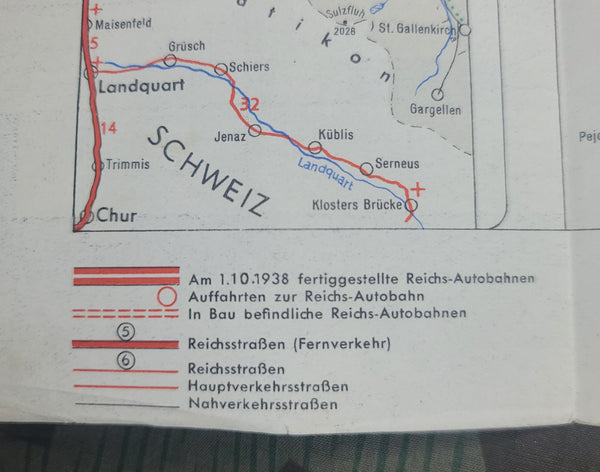 Maisenfeld
5
Sulzfluh
2028
St. Gallenkirch
Grüsch
Schiers
Landquart
32
Gargellen
14
Jenaz
Küblis
SCHWEIZ
Trimmis
Serneus
Landquart
Klosters Brücke
Chur
Am 1.10.1938 fertiggestellte Reichs-Autobahnen
Auffahrten zur Reichs-Autobahn
In Bau befindliche Reichs-Autobahnen
5
Reichsstraßen (Fernverkehr)
6
Reichsstraßen
Hauptverkehrsstraßen
Nahverkehrsstraßen